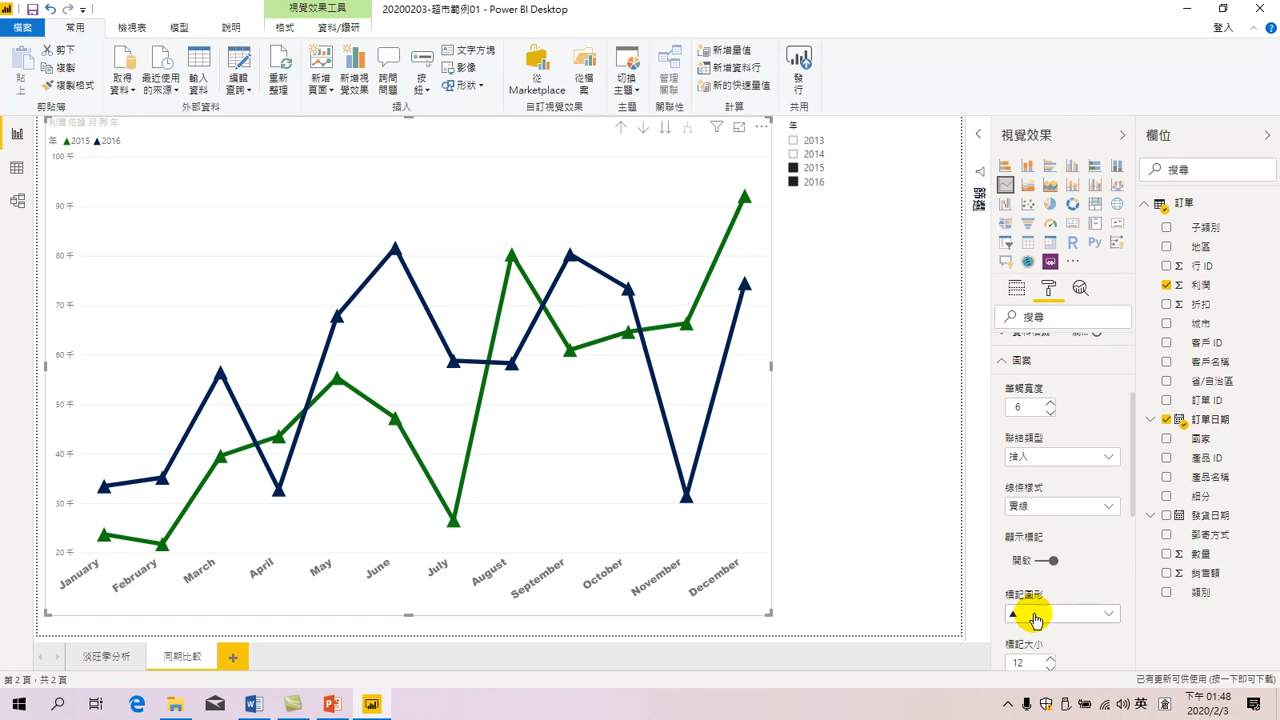 20200203-超市範例01 - Power BI Desktop
視覺效果工具
檔案
常用
檢視表
模型
說明
格式
資料/鑽研
登入
貼上
剪下
複製
複製格式
剪貼簿
取得資料
最近使用的來源
輸入資料
編輯查詢
外部資料
重新整理
新增頁面
新增視覺效果
詢問問題
按鈕
文字方塊
影像
形狀
插入
從 Marketplace
從檔案
自訂視覺效果
切換主題
主題
管理關聯
關聯性
新增量值
新增資料行
新的快速量值
計算
發行
共用
利潤 依據 月 與 年
年 2015 2016
100 千
90 千
80 千
70 千
60 千
50 千
40 千
30 千
20 千
January
February
March
April
May
June
July
August
September
October
November
December
年
2013
2014
2015
2016
篩選
視覺效果
R
Py
搜尋
圖案
筆觸寬度
6
聯結類型
接入
線條樣式
實線
顯示標記
開啟
標記圖形
▲
標記大小
12
欄位
搜尋
訂單
子類別
地區
行 ID
利潤
折扣
城市
客戶 ID
客戶名稱
省/自治區
訂單 ID
訂單日期
國家
產品 ID
產品名稱
細分
發貨日期
郵寄方式
數量
銷售額
類別
淡旺季分析
同期比較
第 2 頁，共 2 頁
已有更新可供使用 (按一下即可下載)
英
下午 01:48
2020/2/3